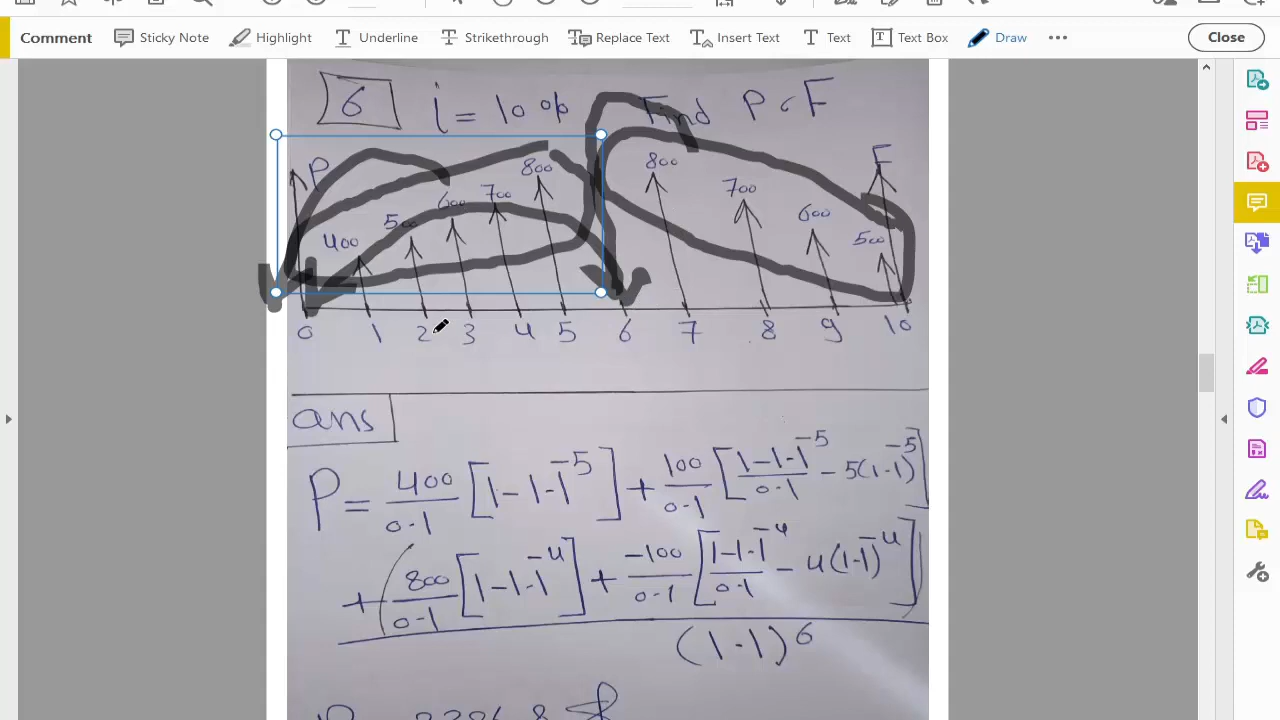 Comment Sticky Note Highlight Underline Strikethrough Replace Text Insert Text Text Text Box Draw Close
6 i = 10 % Find P & F
P 400 500 600 700 800 800 700 600 500 F
0 1 2 3 4 5 6 7 8 9 10
ans
P = 400/0.1 [1-1.1^-5] + 100/0.1 [1-1.1^-5/0.1 - 5(1.1)^-5]
+ (800/0.1 [1-1.1^-4] + -100/0.1 [1-1.1^-4/0.1 - 4(1.1)^-4])
(1.1)^6